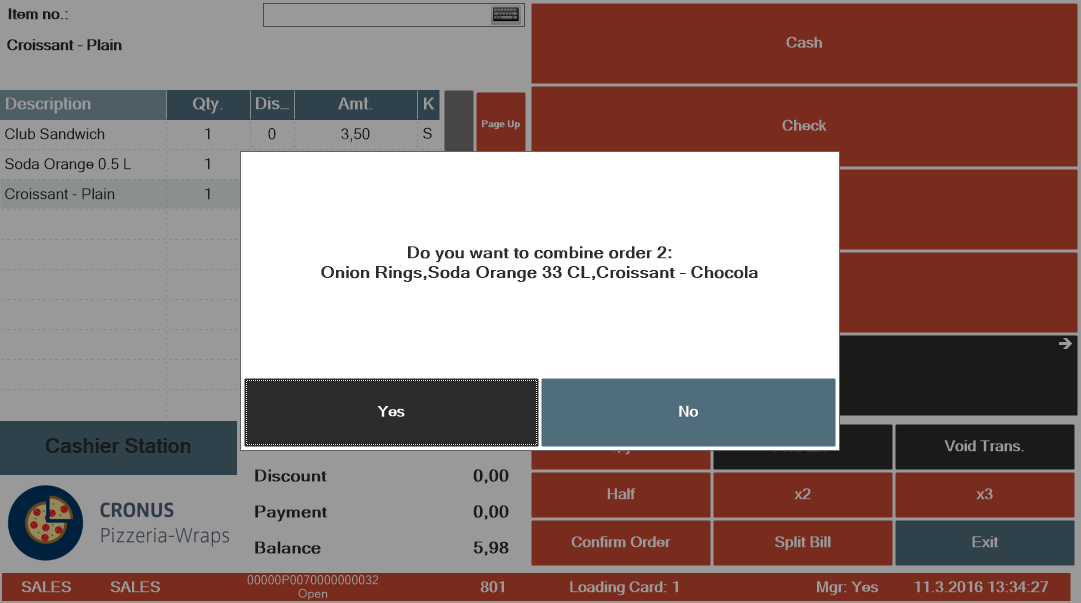 Item no.:
Croissant - Plain
Cash
Description Qty. Dis... Amt. K
Page Up
Check
Club Sandwich 1 0 3,50 S
Soda Orange 0.5 L 1
Croissant - Plain 1
Do you want to combine order 2:
Onion Rings,Soda Orange 33 CL,Croissant - Chocola
Yes No
Cashier Station
Void Trans.
Discount 0,00
Half x2 x3
CRONUS
Pizzeria-Wraps
Payment 0,00
Balance 5,98
Confirm Order Split Bill Exit
SALES SALES 00000P0070000000032
Open
801 Loading Card: 1 Mgr: Yes 11.3.2016 13:34:27